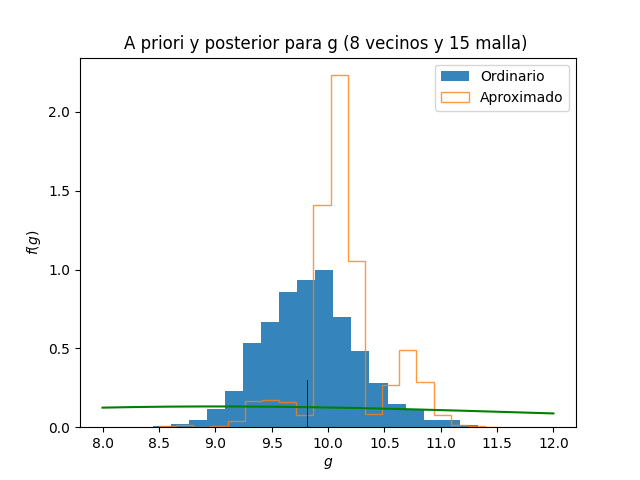 A priori y posterior para g (8 vecinos y 15 malla)
Ordinario
Aproximado
2.0
1.5
1.0
0.5
0.0
f(g)
8.0 8.5 9.0 9.5 10.0 10.5 11.0 11.5 12.0
g